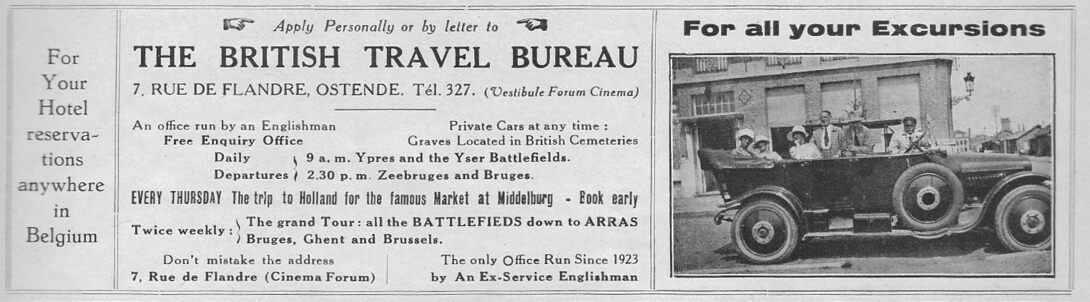 For
Your
Hotel
reserva-
tions
anywhere
in
Belgium
Apply Personally or by letter to
THE BRITISH TRAVEL BUREAU
7, RUE DE FLANDRE, OSTENDE. Tél. 327. (Vestibule Forum Cinema)
An office run by an Englishman
Free Enquiry Office
Private Cars at any time :
Graves Located in British Cemeteries
Daily
Departures
9 a. m. Ypres and the Yser Battlefields.
2.30 p. m. Zeebruges and Bruges.
EVERY THURSDAY The trip to Holland for the famous Market at Middelburg - Book early
Twice weekly :
The grand Tour : all the BATTLEFIEDS down to ARRAS
Bruges, Ghent and Brussels.
Don't mistake the address
7, Rue de Flandre (Cinema Forum)
The only Office Run Since 1923
by An Ex-Service Englishman
For all your Excursions